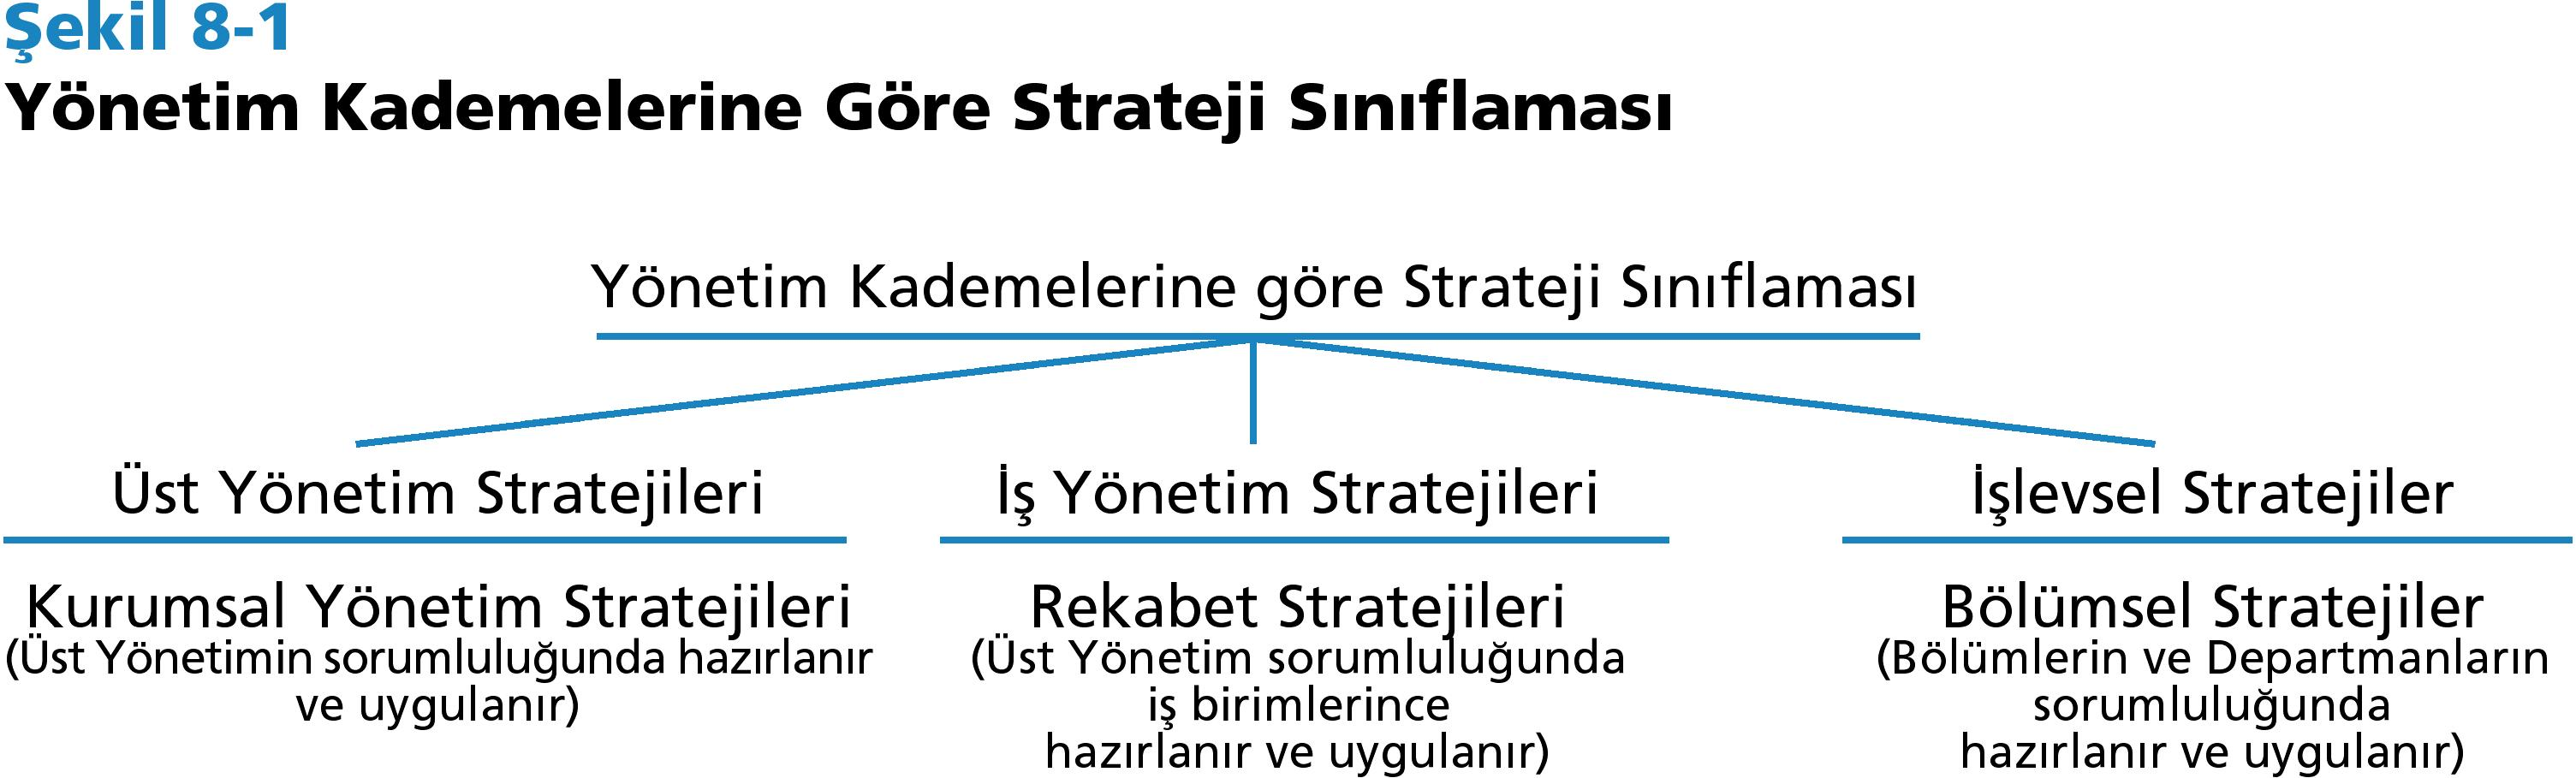 Şekil 8-1
Yönetim Kademelerine Göre Strateji Sınıflaması
Yönetim Kademelerine göre Strateji Sınıflaması
Üst Yönetim Stratejileri
Kurumsal Yönetim Stratejileri
(Üst Yönetimin sorumluluğunda hazırlanır
ve uygulanır)
İş Yönetim Stratejileri
Rekabet Stratejileri
(Üst Yönetim sorumluluğunda
iş birimlerince
hazırlanır ve uygulanır)
İşlevsel Stratejiler
Bölümsel Stratejiler
(Bölümlerin ve Departmanların
sorumluluğunda
hazırlanır ve uygulanır)